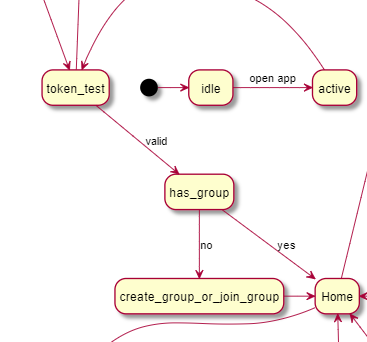 token_test
idle
open app
active
valid
has_group
no
yes
create_group_or_join_group
Home